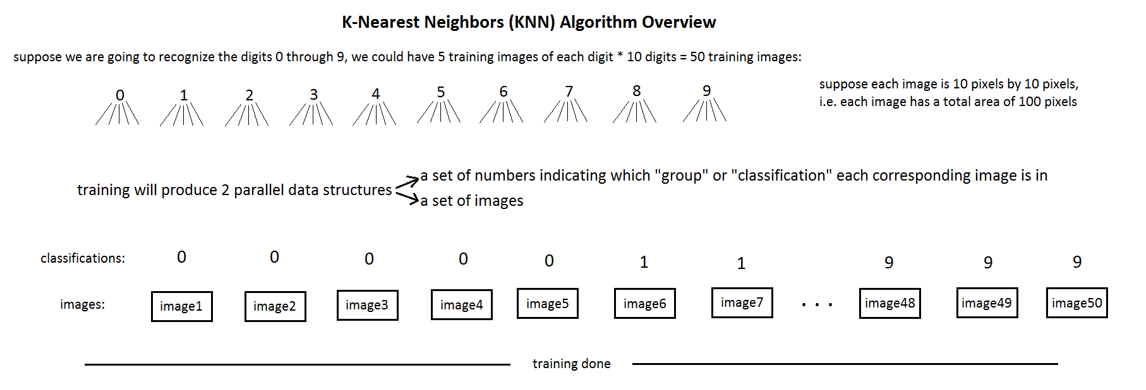 K-Nearest Neighbors (KNN) Algorithm Overview
suppose we are going to recognize the digits 0 through 9, we could have 5 training images of each digit * 10 digits = 50 training images:
suppose each image is 10 pixels by 10 pixels,
i.e. each image has a total area of 100 pixels
0 1 2 3 4 5 6 7 8 9
training will produce 2 parallel data structures
a set of numbers indicating which "group" or "classification" each corresponding image is in
a set of images
classifications: 0 0 0 0 0 1 1 9 9 9
images: image1 image2 image3 image4 image5 image6 image7 . . . image48 image49 image50
training done